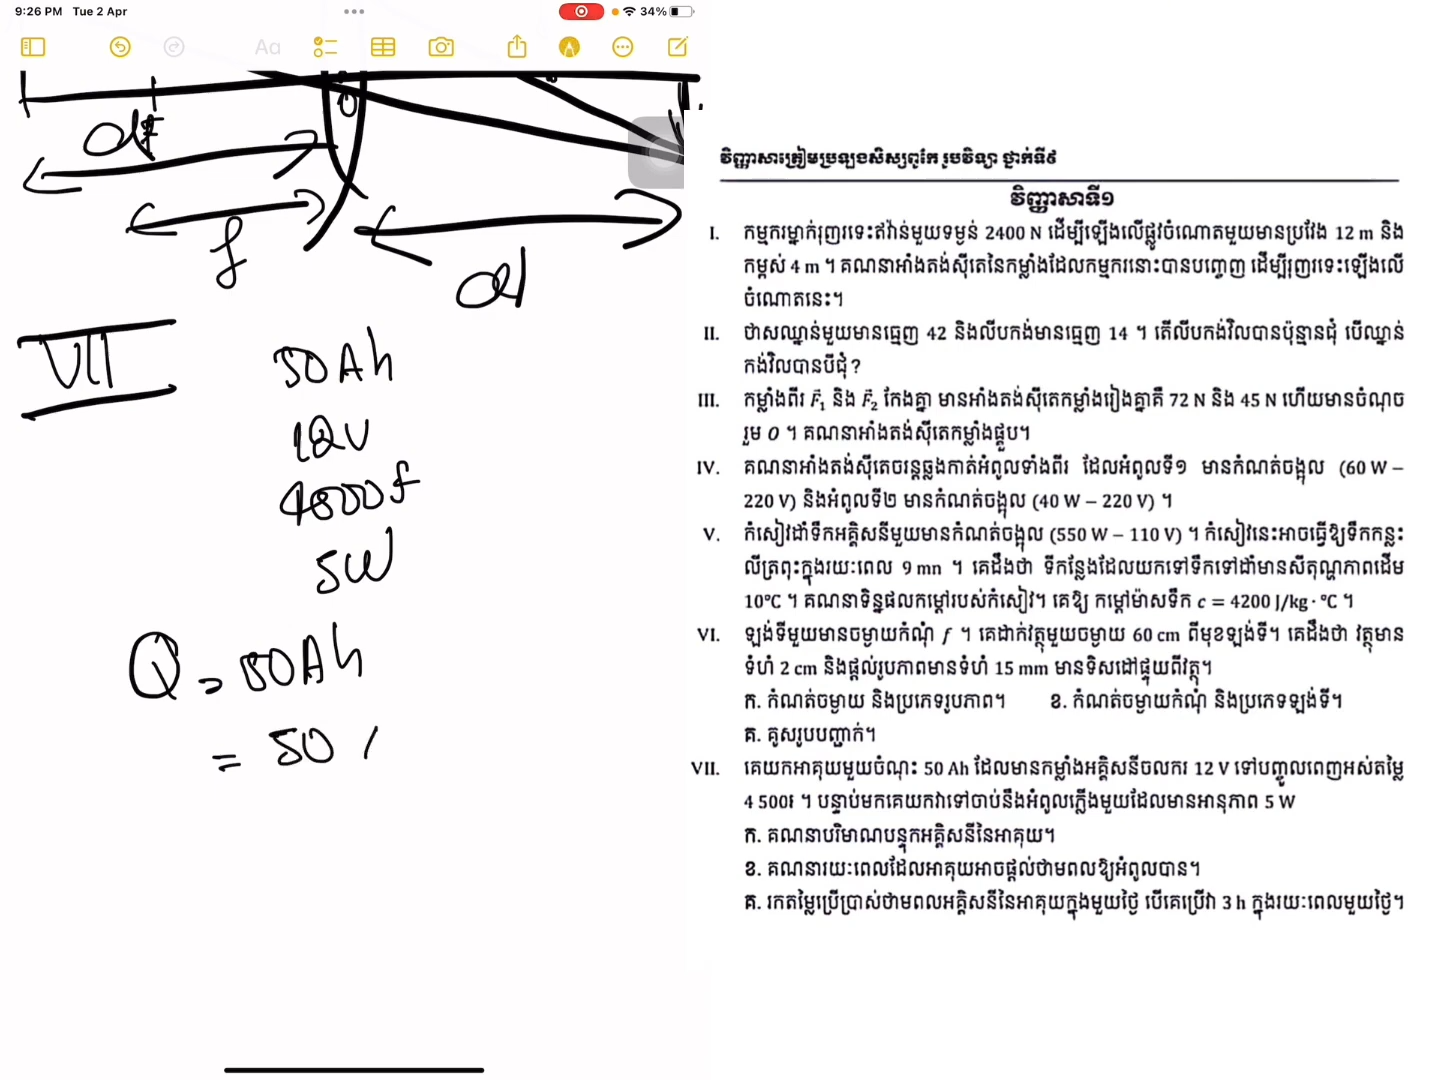 9:26 PM Tue 2 Apr
34%
Aa
O
df
f
d
VII
50Ah
12V
4500f
5W
Q = 50Ah
= 50
វិញ្ញាសាត្រៀមប្រឡងសិស្សពូកែ រូបវិទ្យា ថ្នាក់ទី៩
វិញ្ញាសាទី១
I. កម្មករម្នាក់រុញរទេះឥវ៉ាន់មួយទម្ងន់ 2400 N ដើម្បីឡើងលើផ្លូវចំណោតមួយមានប្រវែង 12 m និង
កម្ពស់ 4 m ។ គណនាអាំងតង់ស៊ីតេនៃកម្លាំងដែលកម្មករនោះបានបញ្ចេញ ដើម្បីរុញរទេះឡើងលើ
ចំណោតនេះ។
II. ថាសឈ្នាន់មួយមានធ្មេញ 42 និងលីបកង់មានធ្មេញ 14 ។ តើលីបកង់វិលបានប៉ុន្មានជុំ បើឈ្នាន់
កង់វិលបានបីជុំ?
III. កម្លាំងពីរ F⃗₁ និង F⃗₂ កែងគ្នា មានអាំងតង់ស៊ីតេកម្លាំងរៀងគ្នាគឺ 72 N និង 45 N ហើយមានចំណុច
រួម O ។ គណនាអាំងតង់ស៊ីតេកម្លាំងផ្គួប។
IV. គណនាអាំងតង់ស៊ីតេចរន្តឆ្លងកាត់អំពូលទាំងពីរ ដែលអំពូលទី១ មានកំណត់ចង្អុល (60 W –
220 V) និងអំពូលទី២ មានកំណត់ចង្អុល (40 W – 220 V) ។
V. កំសៀវដាំទឹកអគ្គិសនីមួយមានកំណត់ចង្អុល (550 W – 110 V) ។ កំសៀវនេះអាចធ្វើឱ្យទឹកកន្លះ
លីត្រពុះក្នុងរយៈពេល 9 mn ។ គេដឹងថា ទឹកន្លែងដែលយកទៅទឹកទៅដាំមានសីតុណ្ហភាពដើម
10°C ។ គណនាទិន្នផលកម្ដៅរបស់កំសៀវ។ គេឱ្យ កម្ដៅម៉ាសទឹក c = 4200 J/kg · °C ។
VI. ឡង់ទីមួយមានចម្ងាយកំណុំ f ។ គេដាក់វត្ថុមួយចម្ងាយ 60 cm ពីមុខឡង់ទី។ គេដឹងថា វត្ថុមាន
ទំហំ 2 cm និងផ្ដល់រូបភាពមានទំហំ 15 mm មានទិសដៅផ្ទុយពីវត្ថុ។
ក. កំណត់ចម្ងាយ និងប្រភេទរូបភាព។ ខ. កំណត់ចម្ងាយកំណុំ និងប្រភេទឡង់ទី។
គ. គូសរូបបញ្ជាក់។
VII. គេយកអាគុយមួយចំណុះ 50 Ah ដែលមានកម្លាំងអគ្គិសនីចលករ 12 V ទៅបញ្ចូលពេញអស់តម្លៃ
4 500៛ ។ បន្ទាប់មកគេយកវាទៅចាប់នឹងអំពូលភ្លើងមួយដែលមានអានុភាព 5 W
ក. គណនាបរិមាណបន្ទុកអគ្គិសនីនៃអាគុយ។
ខ. គណនារយៈពេលដែលអាគុយអាចផ្ដល់ថាមពលឱ្យអំពូលបាន។
គ. រកតម្លៃប្រើប្រាស់ថាមពលអគ្គិសនីនៃអាគុយក្នុងមួយថ្ងៃ បើគេប្រើវា 3 h ក្នុងរយៈពេលមួយថ្ងៃ។